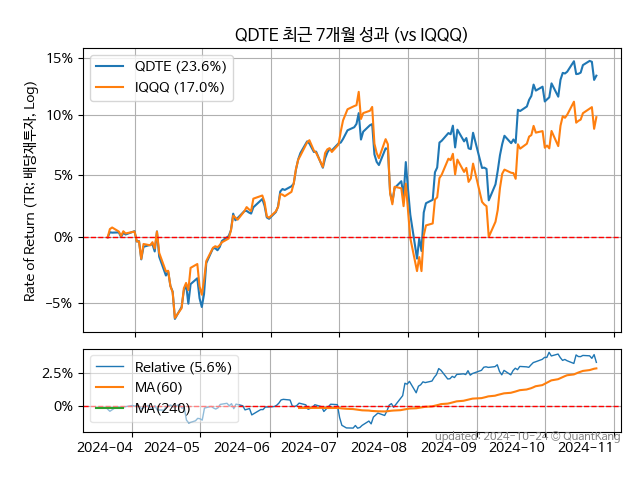 QDTE 최근 7개월 성과 (vs IQQQ)
Rate of Return (TR: 배당재투자, Log)
15%
10%
5%
0%
−5%
QDTE (23.6%)
IQQQ (17.0%)
2.5%
0%
Relative (5.6%)
MA(60)
MA(240)
updated: 2024-10-24 © QuantKang
2024-04 2024-05 2024-06 2024-07 2024-08 2024-09 2024-10 2024-11